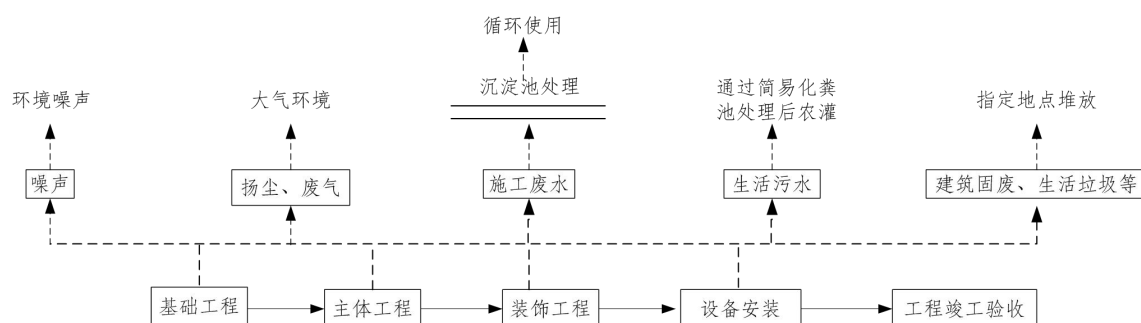 循环使用
沉淀池处理
环境噪声
大气环境
通过简易化粪
池处理后农灌
指定地点堆放
噪声
扬尘、废气
施工废水
生活污水
建筑固废、生活垃圾等
基础工程
主体工程
装饰工程
设备安装
工程竣工验收